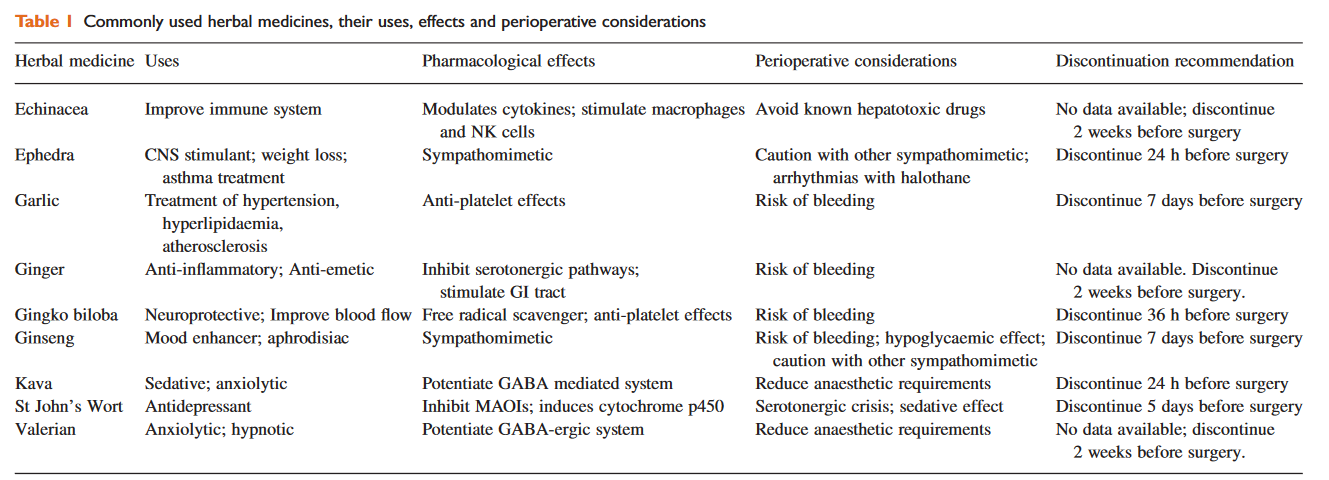 Table 1 Commonly used herbal medicines, their uses, effects and perioperative considerations
Herbal medicine Uses Pharmacological effects Perioperative considerations Discontinuation recommendation
Echinacea Improve immune system Modulates cytokines; stimulate macrophages Avoid known hepatotoxic drugs No data available; discontinue
and NK cells 2 weeks before surgery
Ephedra CNS stimulant; weight loss; Sympathomimetic Caution with other sympathomimetic; Discontinue 24 h before surgery
asthma treatment arrhythmias with halothane
Garlic Treatment of hypertension, Anti-platelet effects Risk of bleeding Discontinue 7 days before surgery
hyperlipidaemia,
atherosclerosis
Ginger Anti-inflammatory; Anti-emetic Inhibit serotonergic pathways; Risk of bleeding No data available. Discontinue
stimulate GI tract 2 weeks before surgery.
Gingko biloba Neuroprotective; Improve blood flow Free radical scavenger; anti-platelet effects Risk of bleeding Discontinue 36 h before surgery
Ginseng Mood enhancer; aphrodisiac Sympathomimetic Risk of bleeding; hypoglycaemic effect; Discontinue 7 days before surgery
caution with other sympathomimetic
Kava Sedative; anxiolytic Potentiate GABA mediated system Reduce anaesthetic requirements Discontinue 24 h before surgery
St John's Wort Antidepressant Inhibit MAOIs; induces cytochrome p450 Serotonergic crisis; sedative effect Discontinue 5 days before surgery
Valerian Anxiolytic; hypnotic Potentiate GABA-ergic system Reduce anaesthetic requirements No data available; discontinue
2 weeks before surgery.